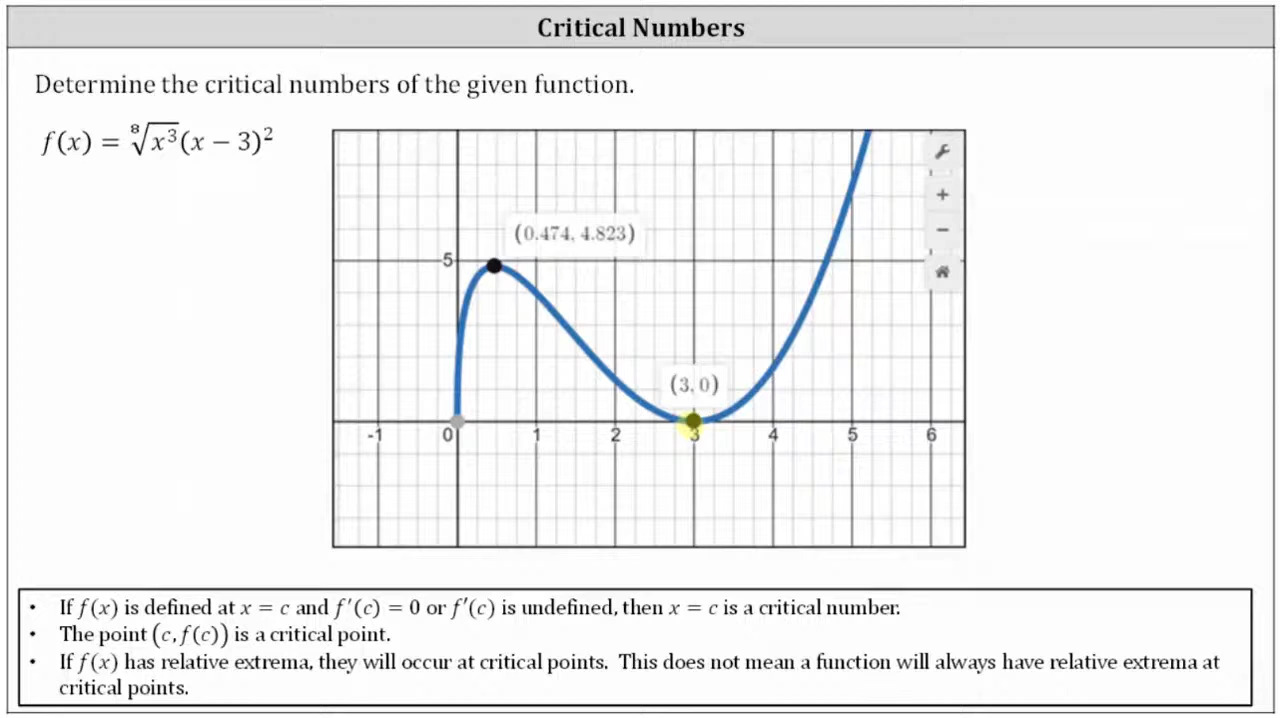 Critical Numbers
Determine the critical numbers of the given function.
f(x) = ⁸√x³(x − 3)²
(0.474, 4.823)
5
(3, 0)
-1 0 1 2 3 4 5 6
+
−
• If f(x) is defined at x = c and f′(c) = 0 or f′(c) is undefined, then x = c is a critical number.
• The point (c, f(c)) is a critical point.
• If f(x) has relative extrema, they will occur at critical points. This does not mean a function will always have relative extrema at
critical points.